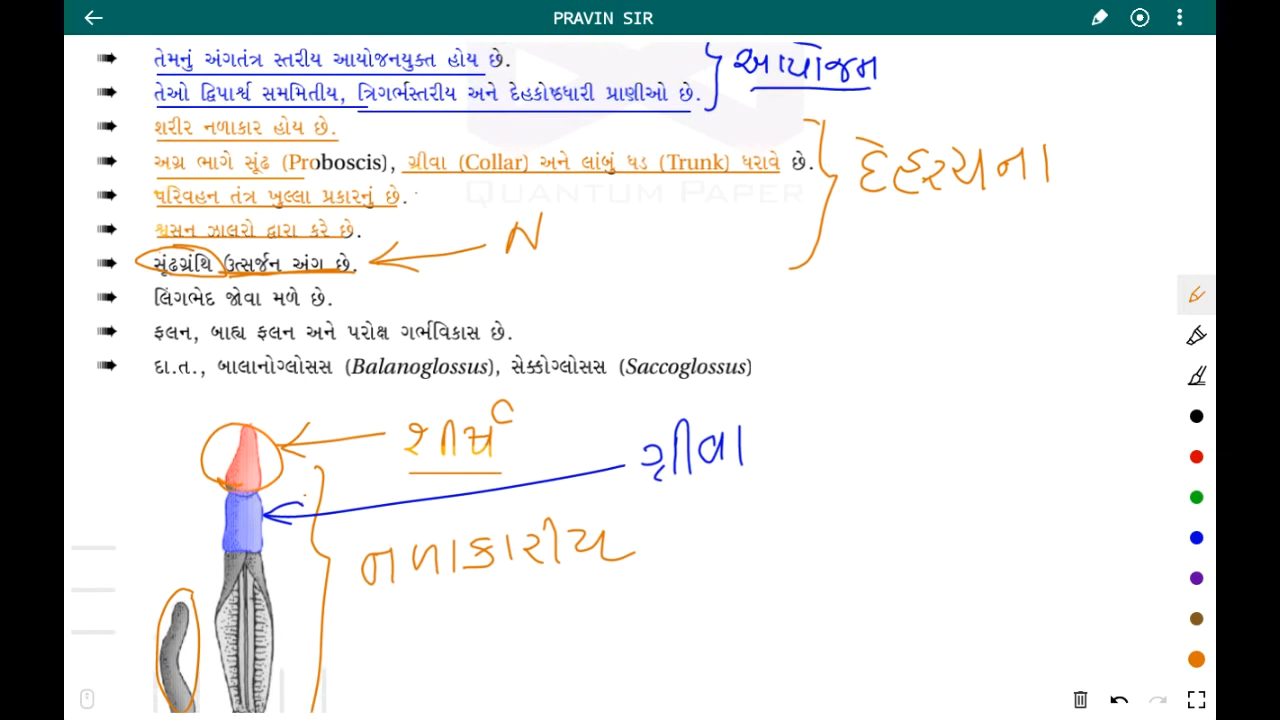 PRAVIN SIR
તેમનું અંગતંત્ર સ્તરીય આયોજનયુક્ત હોય છે.
તેઓ દ્વિપાર્શ્વ સમમિતીય, ત્રિગર્ભસ્તરીય અને દેહકોષ્ઠધારી પ્રાણીઓ છે.
આયોજન
શરીર નળાકાર હોય છે.
અગ્ર ભાગે સૂંઢ (Proboscis), ગ્રીવા (Collar) અને લાંબું ધડ (Trunk) ધરાવે છે.
દેહરચના
QUANTUM PAPER
પરિવહન તંત્ર ખુલ્લા પ્રકારનું છે.
શ્વસન ઝાલરો દ્વારા કરે છે.
N
સૂંઢગ્રંથિ ઉત્સર્જન અંગ છે.
લિંગભેદ જોવા મળે છે.
ફલન, બાહ્ય ફલન અને પરોક્ષ ગર્ભવિકાસ છે.
દા.ત., બાલાનોગ્લોસસ (Balanoglossus), સેક્કોગ્લોસસ (Saccoglossus)
શીર્ષ
ગ્રીવા
નળાકારીય